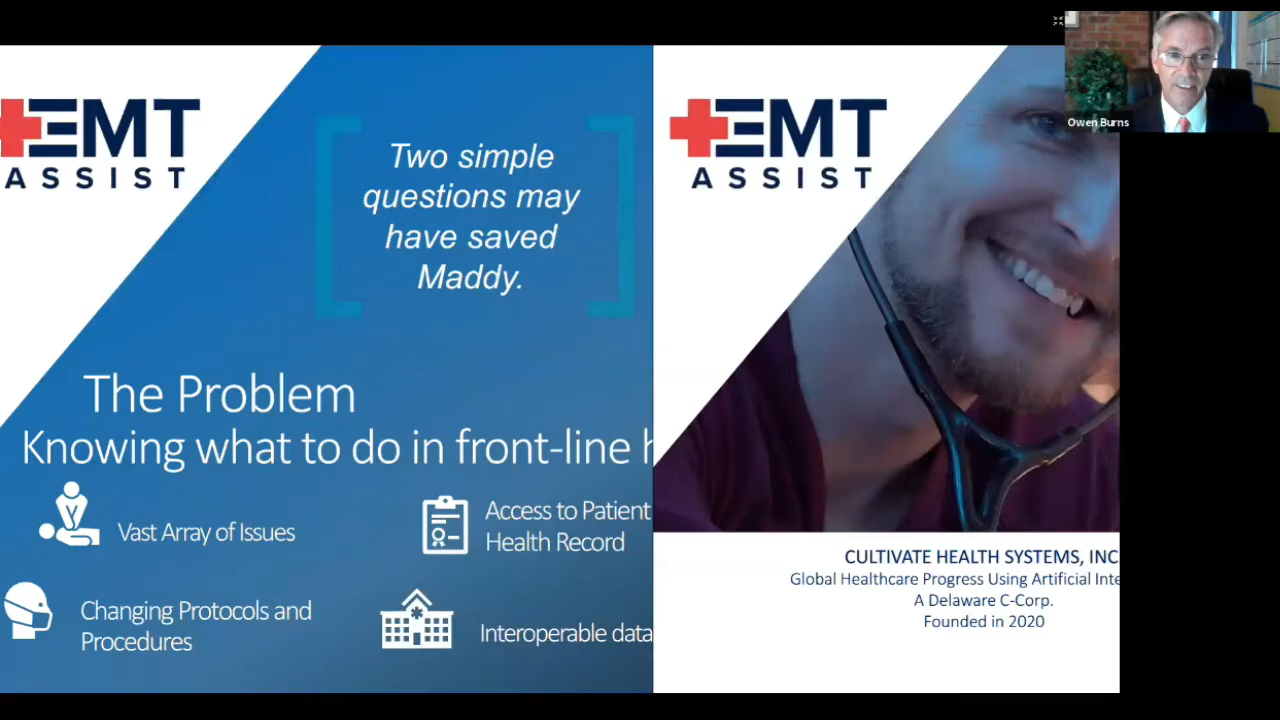 EMT
ASSIST
Two simple
questions may
have saved
Maddy.
The Problem
Knowing what to do in front-line h
Vast Array of Issues
Access to Patient
Health Record
Changing Protocols and
Procedures
Interoperable data
EMT
ASSIST
CULTIVATE HEALTH SYSTEMS, INC
Global Healthcare Progress Using Artificial Inte
A Delaware C-Corp.
Founded in 2020
Owen Burns